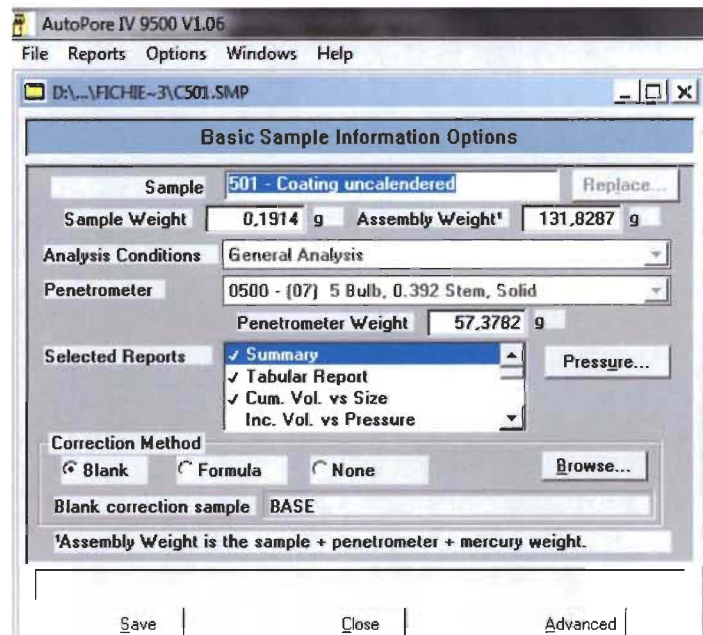 AutoPore IV 9500 V1.06
File Reports Options Windows Help
D:\...\FICHIE~3\C501.SMP
Basic Sample Information Options
Sample 501 - Coating uncalendered Replace...
Sample Weight 0,1914 g Assembly Weight¹ 131,8287 g
Analysis Conditions General Analysis
Penetrometer 0500 - (07) 5 Bulb, 0.392 Stem, Solid
Penetrometer Weight 57,3782 g
Selected Reports ✓ Summary Pressure...
✓ Tabular Report
✓ Cum. Vol. vs Size
Inc. Vol. vs Pressure
Correction Method
Blank Formula None Browse...
Blank correction sample BASE
¹Assembly Weight is the sample + penetrometer + mercury weight.
Save Close Advanced